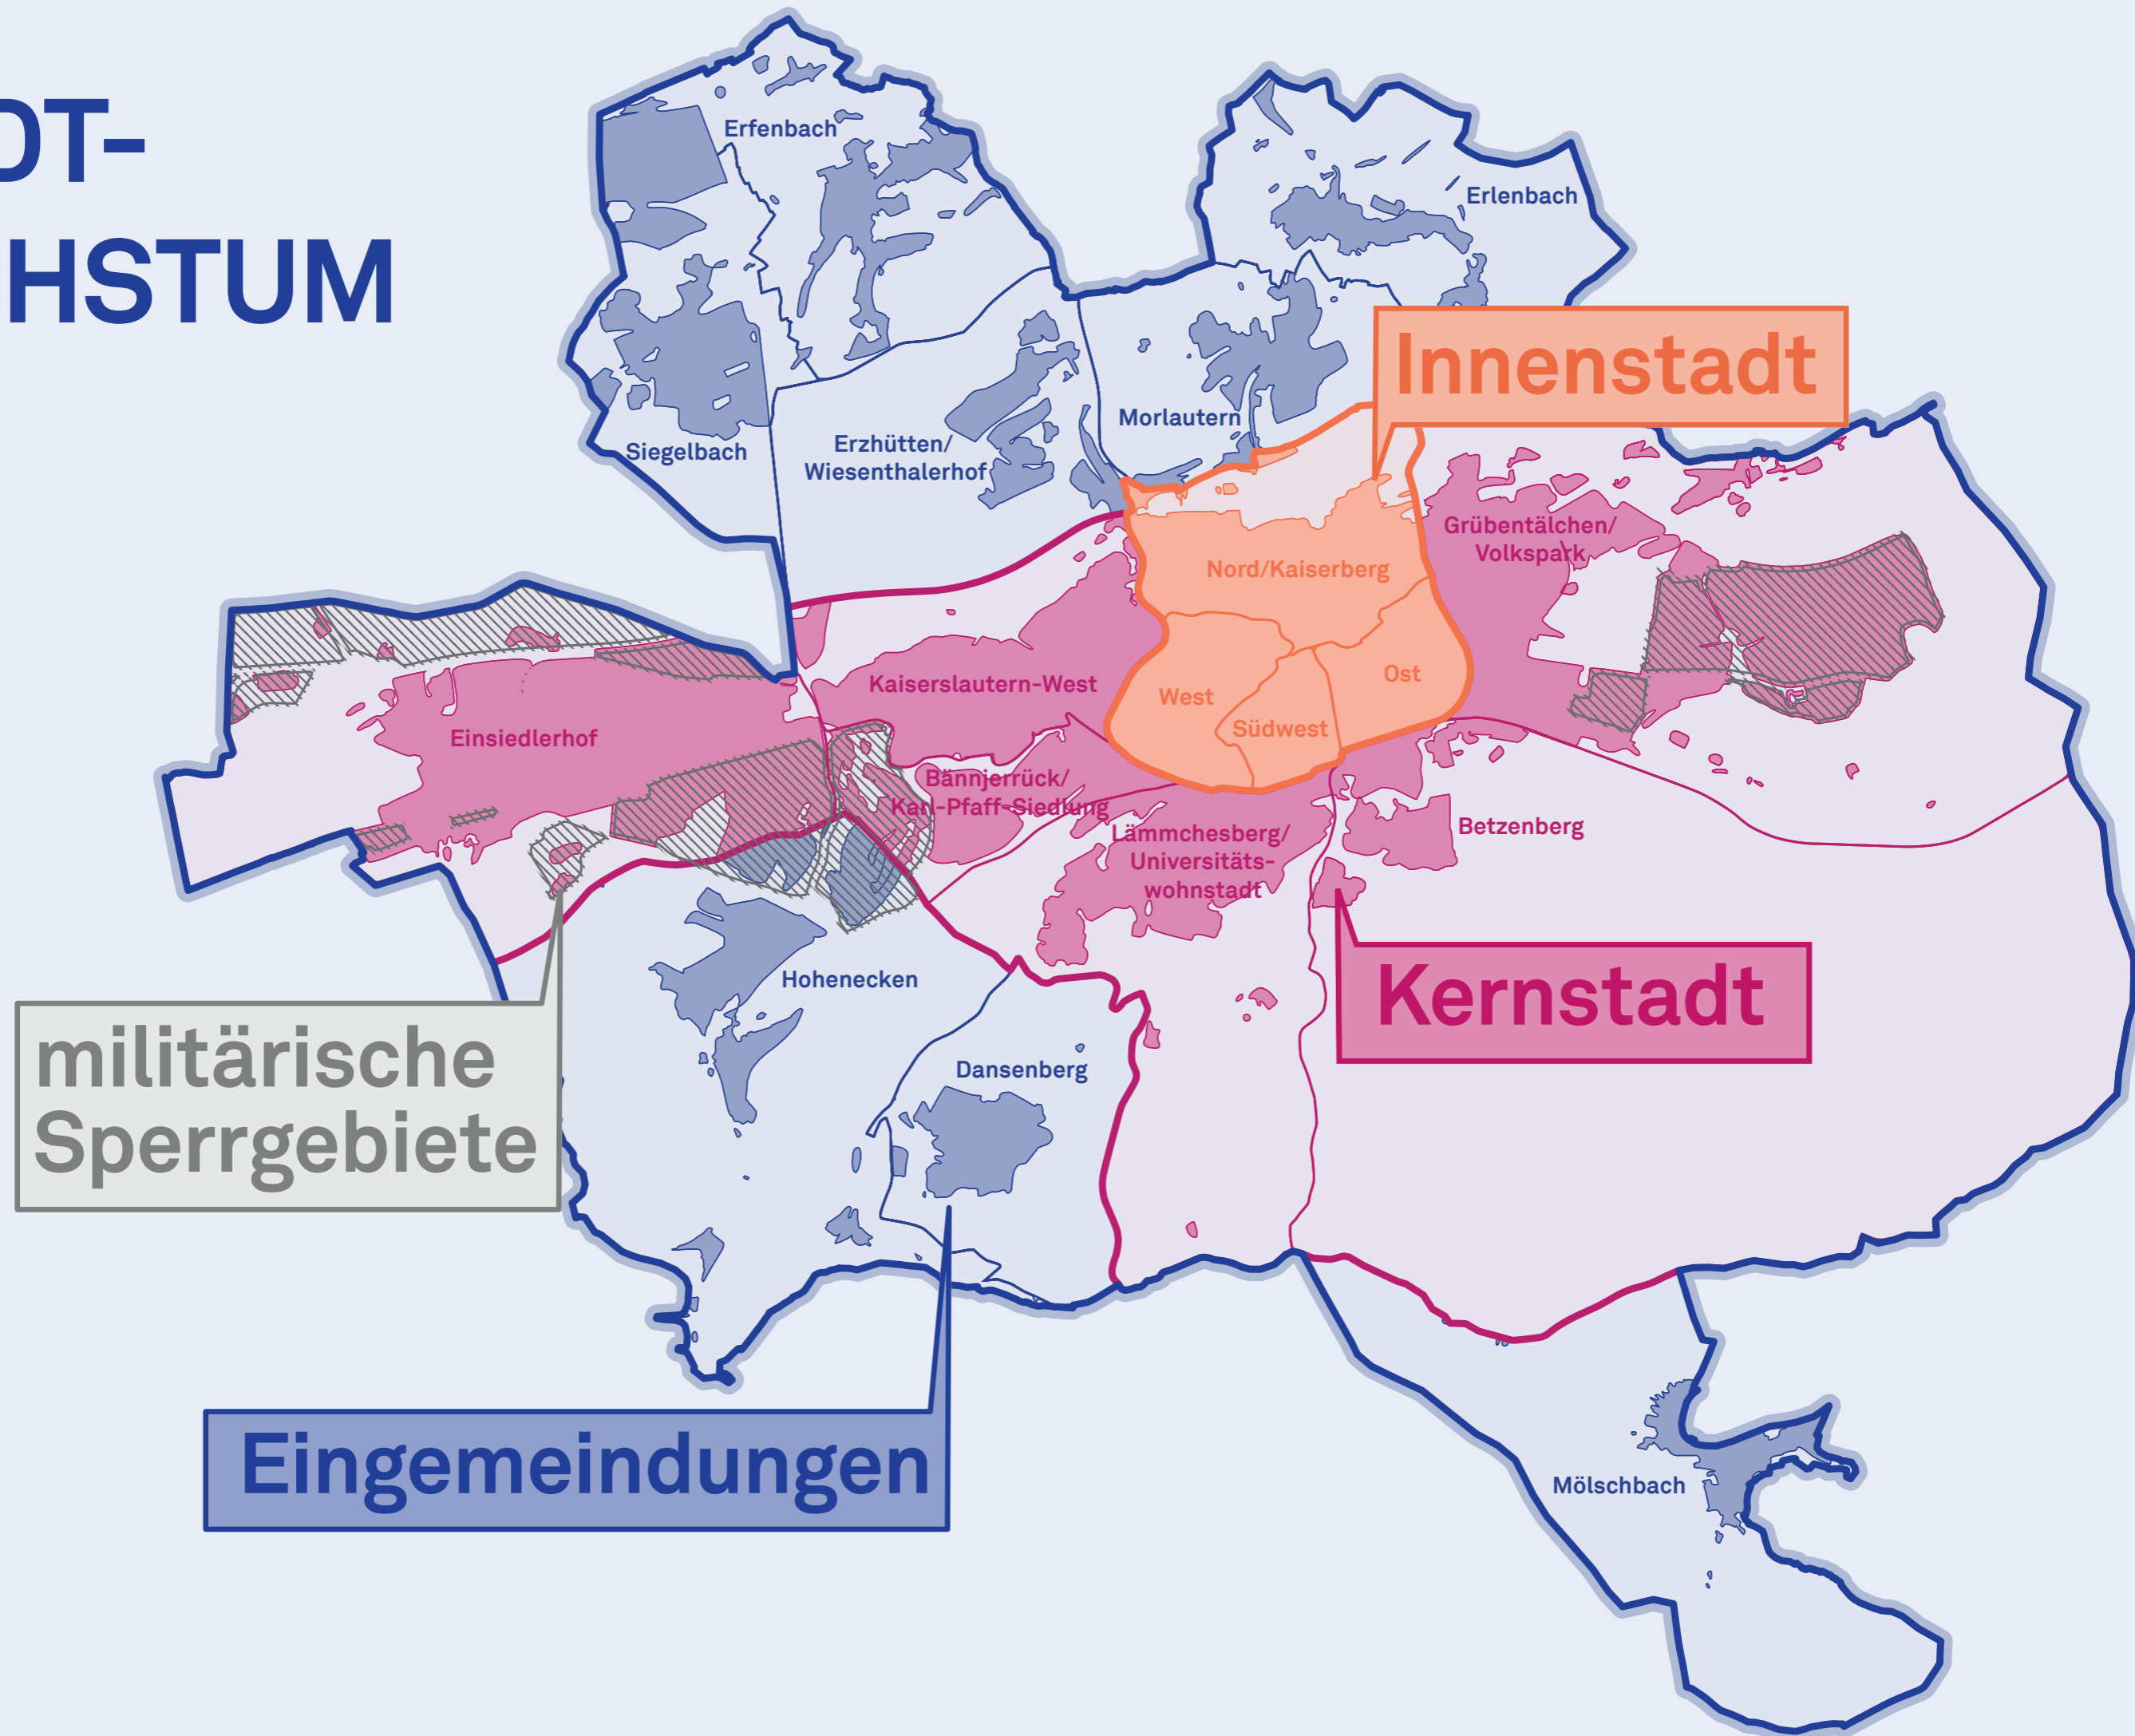 DT-
HSTUM
Erfenbach
Erlenbach
Innenstadt
Morlautern
Erzhütten/
Wiesenthalerhof
Siegelbach
Grübentälchen/
Volkspark
Nord/Kaiserberg
Kaiserslautern-West
Ost
West
Südwest
Einsiedlerhof
Bännjerrück/
Karl-Pfaff-Siedlung
Lämmchesberg/
Universitäts-
wohnstadt
Betzenberg
Kernstadt
Hohenecken
militärische
Sperrgebiete
Dansenberg
Eingemeindungen
Mölschbach